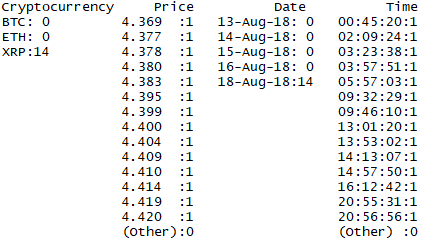 Cryptocurrency Price Date Time
BTC: 0 4.369 :1 13-Aug-18: 0 00:45:20:1
ETH: 0 4.377 :1 14-Aug-18: 0 02:09:24:1
XRP:14 4.378 :1 15-Aug-18: 0 03:23:38:1
4.380 :1 16-Aug-18: 0 03:57:51:1
4.383 :1 18-Aug-18:14 05:57:03:1
4.395 :1 09:32:29:1
4.399 :1 09:46:10:1
4.400 :1 13:01:20:1
4.404 :1 13:53:02:1
4.409 :1 14:13:07:1
4.410 :1 14:57:50:1
4.414 :1 16:12:42:1
4.419 :1 20:55:31:1
4.420 :1 20:56:56:1
(Other):0 (Other) :0